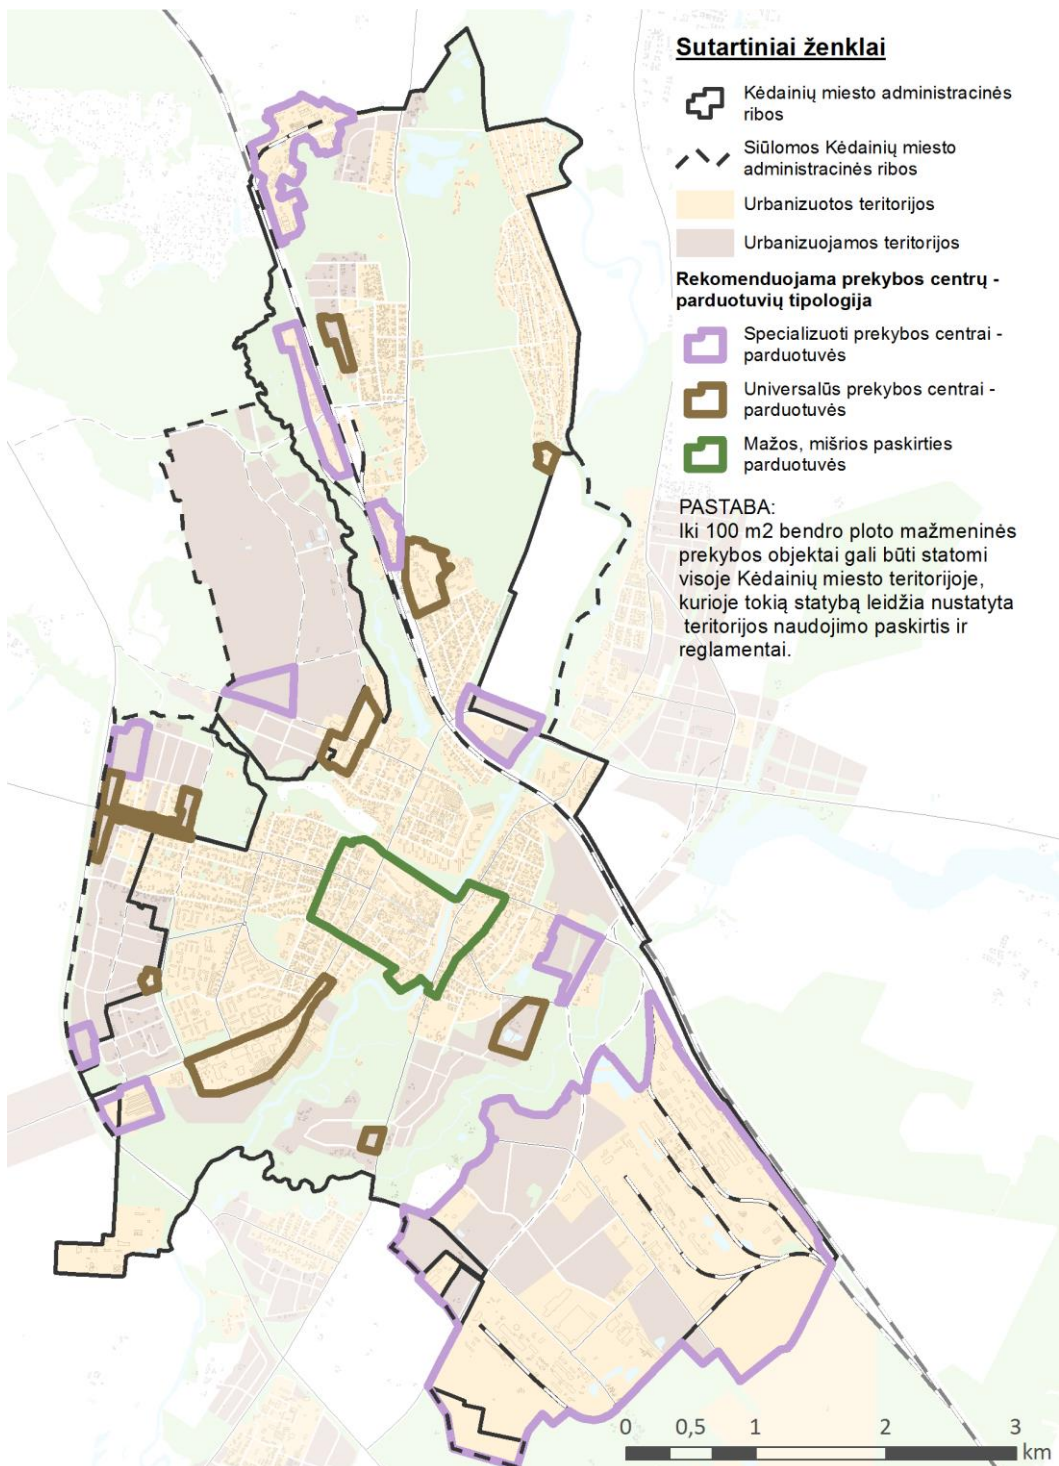 Sutartiniai ženklai
Kėdainių miesto administracinės
ribos
Siūlomos Kėdainių miesto
administracinės ribos
Urbanizuotos teritorijos
Urbanizuojamos teritorijos
Rekomenduojama prekybos centrų -
parduotuvių tipologija
Specializuoti prekybos centrai -
parduotuvės
Universalūs prekybos centrai -
parduotuvės
Mažos, mišrios paskirties
parduotuvės
PASTABA:
Iki 100 m2 bendro ploto mažmeninės
prekybos objektai gali būti statomi
visoje Kėdainių miesto teritorijoje,
kurioje tokią statybą leidžia nustatyta
teritorijos naudojimo paskirtis ir
reglamentai.
0 0,5 1 2 3
km